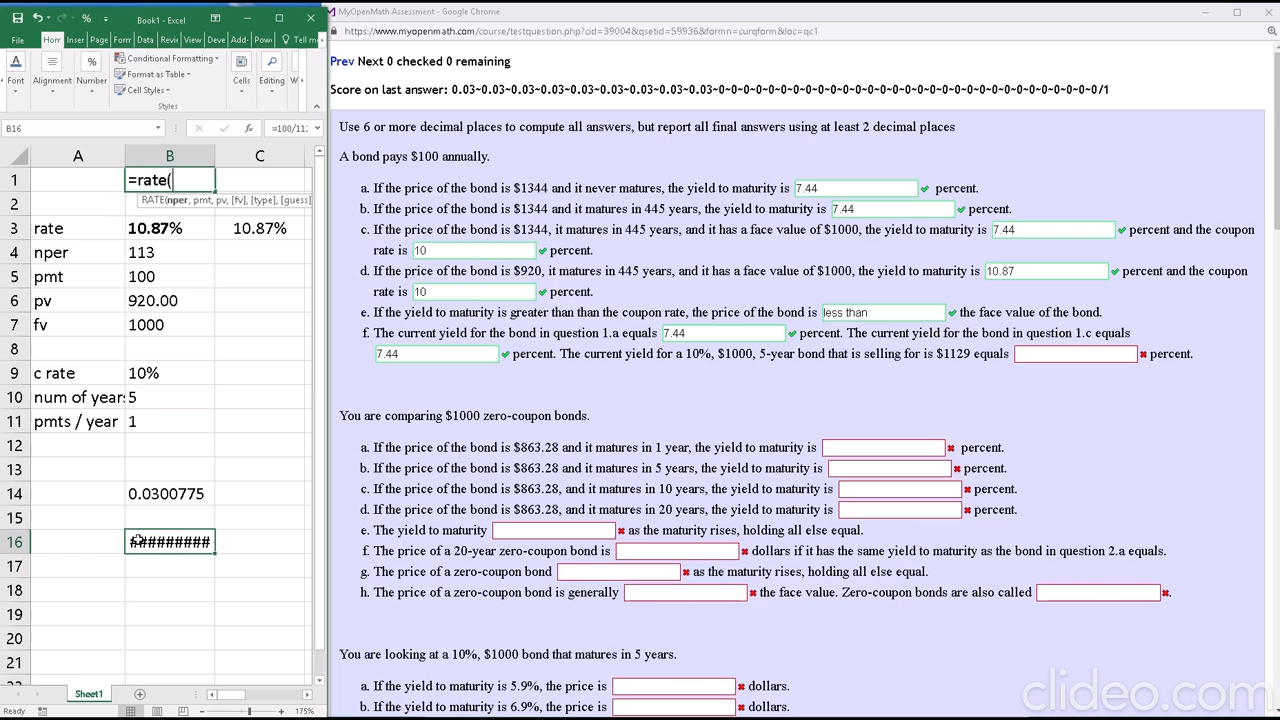 Book1 - Excel
File Hom Inser Page Form Data Revi View Deve Add- Pow Tell m
Font Alignment Number Conditional Formatting Format as Table Cell Styles Styles Cells Editing
B16 fx =100/11
A B C
1 =rate(
2 RATE(nper, pmt, pv, [fv], [type], [guess]
3 rate 10.87% 10.87%
4 nper 113
5 pmt 100
6 pv 920.00
7 fv 1000
8
9 c rate 10%
10 num of years 5
11 pmts / year 1
12
13
14 0.0300775
15
16 #########
17
18
19
20
21
Sheet1
Ready 175%
MyOpenMath Assessment - Google Chrome
https://www.myopenmath.com/course/testquestion.php?cid=39004&qsetid=59936&formn=curqform&loc=qc1
Prev Next 0 checked 0 remaining
Score on last answer: 0.03~0.03~0.03~0.03~0.03~0.03~0.03~0.03~0.03~0~0~0~0~0~0~0~0~0~0~0~0~0~0~0~0~0~0~0~0~0~0~0~0/1
Use 6 or more decimal places to compute all answers, but report all final answers using at least 2 decimal places
A bond pays $100 annually.
a. If the price of the bond is $1344 and it never matures, the yield to maturity is 7.44 percent.
b. If the price of the bond is $1344 and it matures in 445 years, the yield to maturity is 7.44 percent.
c. If the price of the bond is $1344, it matures in 445 years, and it has a face value of $1000, the yield to maturity is 7.44 percent and the coupon
rate is 10 percent.
d. If the price of the bond is $920, it matures in 445 years, and it has a face value of $1000, the yield to maturity is 10.87 percent and the coupon
rate is 10 percent.
e. If the yield to maturity is greater than than the coupon rate, the price of the bond is less than the face value of the bond.
f. The current yield for the bond in question 1.a equals 7.44 percent. The current yield for the bond in question 1.c equals
7.44 percent. The current yield for a 10%, $1000, 5-year bond that is selling for is $1129 equals percent.
You are comparing $1000 zero-coupon bonds.
a. If the price of the bond is $863.28 and it matures in 1 year, the yield to maturity is percent.
b. If the price of the bond is $863.28 and it matures in 5 years, the yield to maturity is percent.
c. If the price of the bond is $863.28, and it matures in 10 years, the yield to maturity is percent.
d. If the price of the bond is $863.28, and it matures in 20 years, the yield to maturity is percent.
e. The yield to maturity as the maturity rises, holding all else equal.
f. The price of a 20-year zero-coupon bond is dollars if it has the same yield to maturity as the bond in question 2.a equals.
g. The price of a zero-coupon bond as the maturity rises, holding all else equal.
h. The price of a zero-coupon bond is generally the face value. Zero-coupon bonds are also called .
You are looking at a 10%, $1000 bond that matures in 5 years.
a. If the yield to maturity is 5.9%, the price is dollars.
b. If the yield to maturity is 6.9%, the price is dollars.
clideo.com